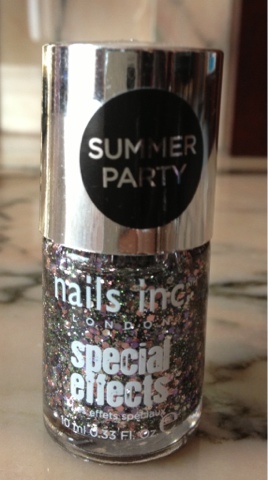 SUMMER
PARTY
nails inc.
LONDON
special
effects
effets spéciaux
10 ml 0.33 Fl. Oz